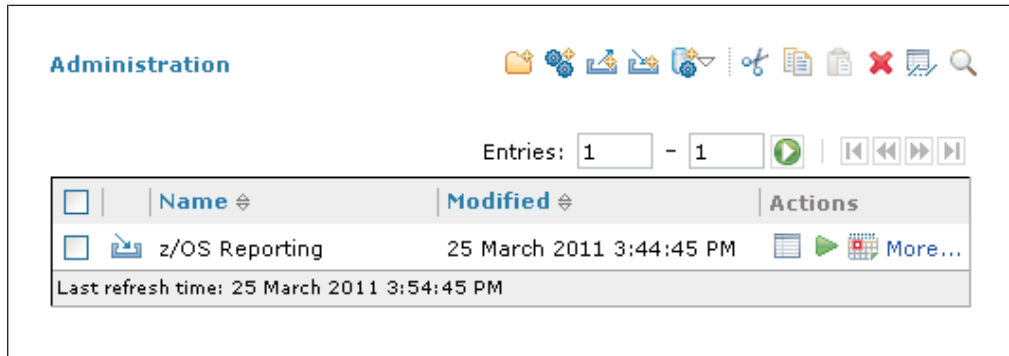 Administration
Entries: 1 - 1
Name Modified Actions
z/OS Reporting 25 March 2011 3:44:45 PM More...
Last refresh time: 25 March 2011 3:54:45 PM